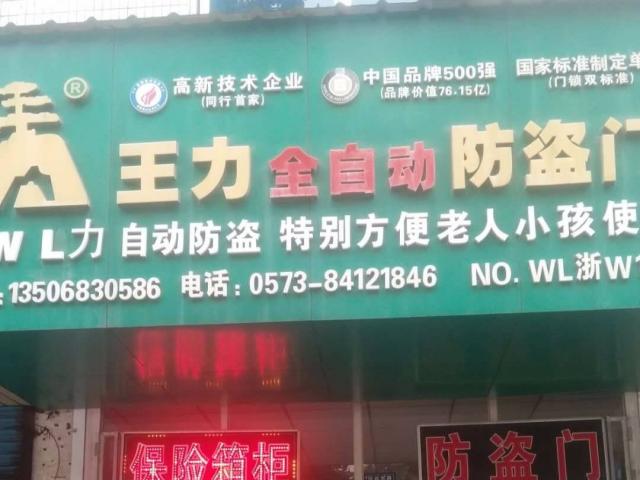 高新技术企业
(同行首家)
中国品牌500强
(品牌价值76.15亿)
国家标准制定单
(门锁双标准)
®
王力全自动防盗门
W L力 自动防盗 特别方便老人小孩使
:13506830586 电话:0573-84121846 NO. WL浙W1
保险箱柜
防盗门